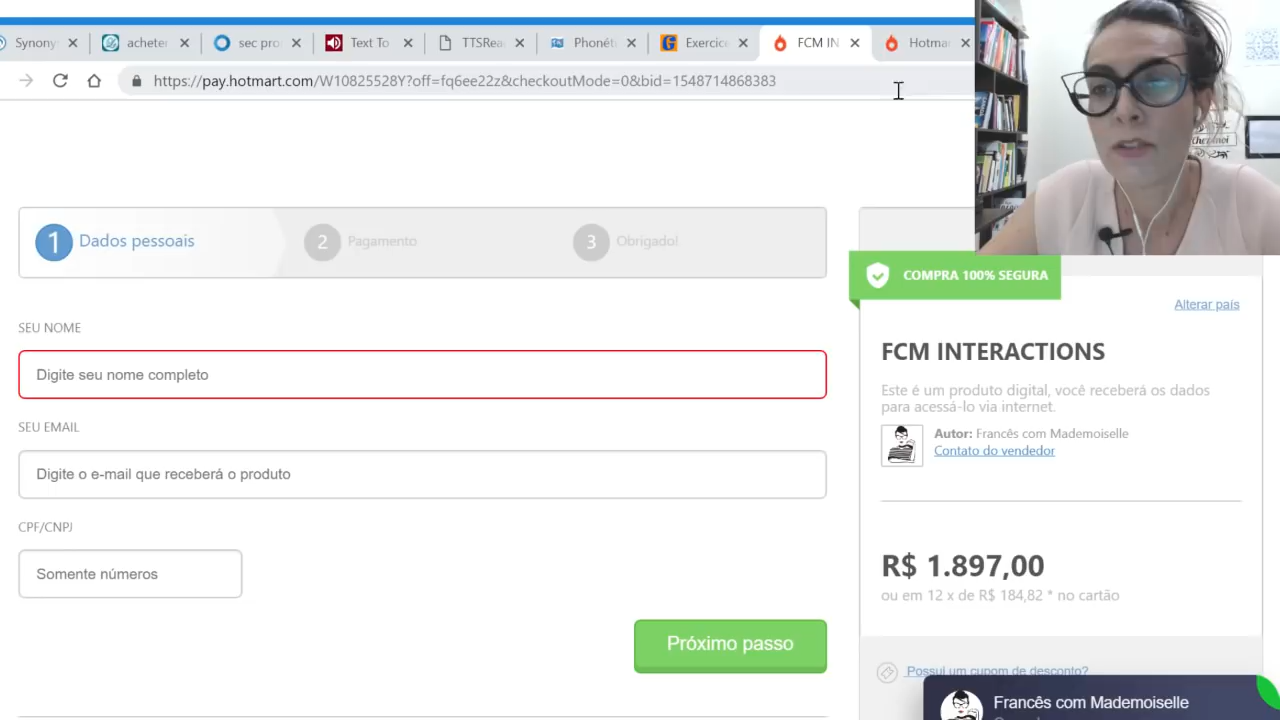 Synony
acheter
sec pro
Text To
TTSRea
Phonét
Exercice
FCM IN
Hotma
https://pay.hotmart.com/W10825528Y?off=fq6ee22z&checkoutMode=0&bid=1548714868383
1 Dados pessoais
2 Pagamento
3 Obrigado!
COMPRA 100% SEGURA
Alterar país
SEU NOME
Digite seu nome completo
SEU EMAIL
Digite o e-mail que receberá o produto
CPF/CNPJ
Somente números
Próximo passo
FCM INTERACTIONS
Este é um produto digital, você receberá os dados
para acessá-lo via internet.
Autor: Francês com Mademoiselle
Contato do vendedor
R$ 1.897,00
ou em 12 x de R$ 184,82 * no cartão
Possui um cupom de desconto?
Francês com Mademoiselle